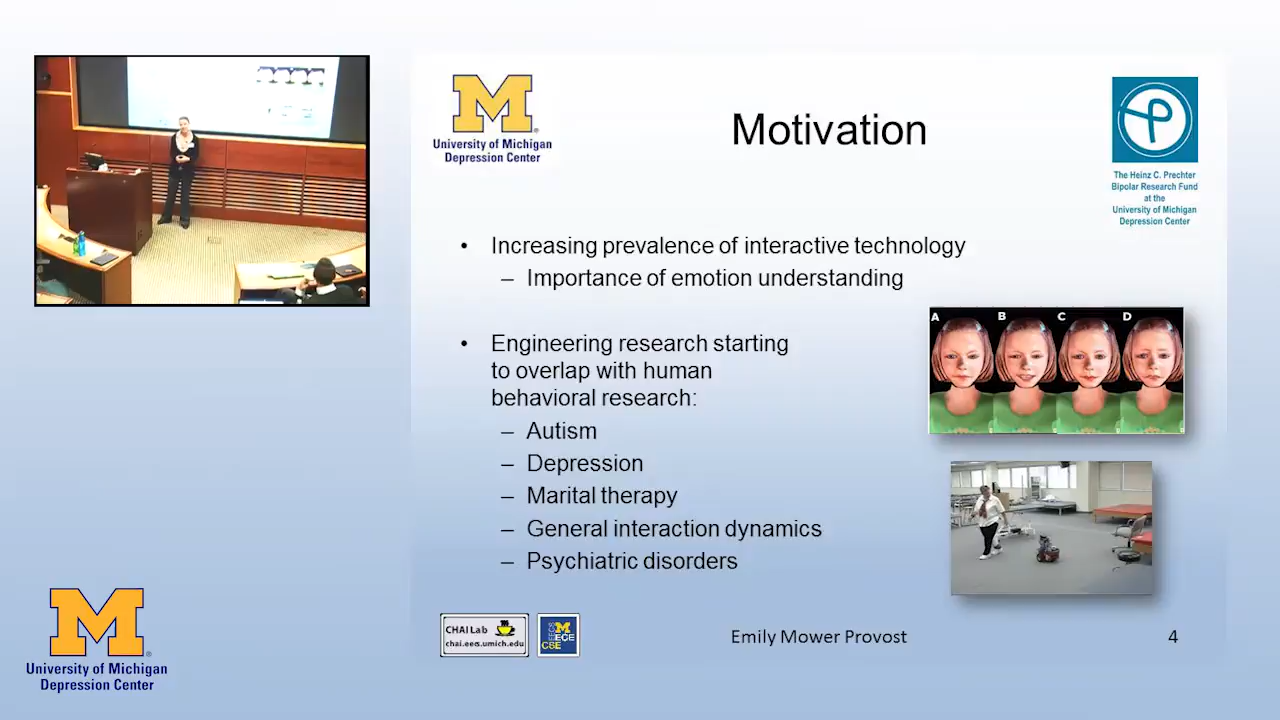 M
University of Michigan
Depression Center
Motivation
The Heinz C. Prechter
Bipolar Research Fund
at the
University of Michigan
Depression Center
• Increasing prevalence of interactive technology
– Importance of emotion understanding
• Engineering research starting
to overlap with human
behavioral research:
– Autism
– Depression
– Marital therapy
– General interaction dynamics
– Psychiatric disorders
A B C D
CHAI Lab
chai.eecs.umich.edu
EECS
M
ECE
CSE
Emily Mower Provost
4
M
University of Michigan
Depression Center